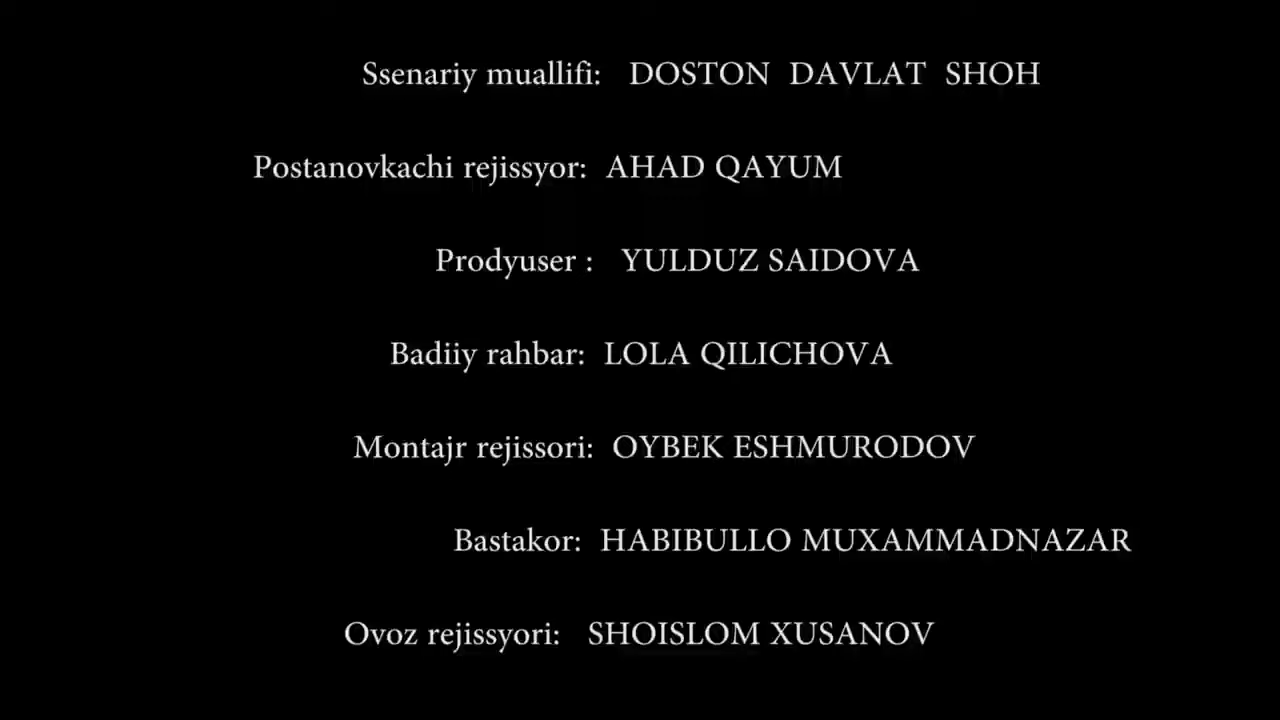 Ssenariy muallifi: DOSTON DAVLAT SHOH
Postanovkachi rejissyor: AHAD QAYUM
Prodyuser : YULDUZ SAIDOVA
Badiiy rahbar: LOLA QILICHOVA
Montajr rejissori: OYBEK ESHMURODOV
Bastakor: HABIBULLO MUXAMMADNAZAR
Ovoz rejissyori: SHOISLOM XUSANOV